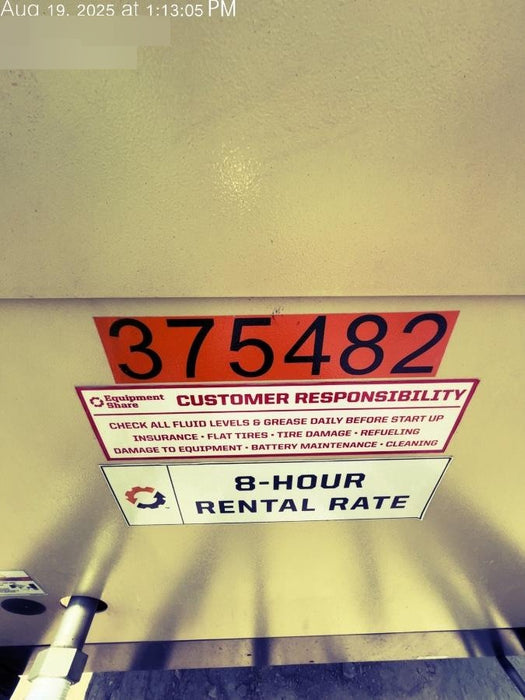 Aug 19, 2025 at 1:13:05 PM
375482
Equipment
Share
CUSTOMER RESPONSIBILITY
CHECK ALL FLUID LEVELS & GREASE DAILY BEFORE START UP
INSURANCE • FLAT TIRES • TIRE DAMAGE • REFUELING
DAMAGE TO EQUIPMENT • BATTERY MAINTENANCE • CLEANING
8-HOUR
RENTAL RATE